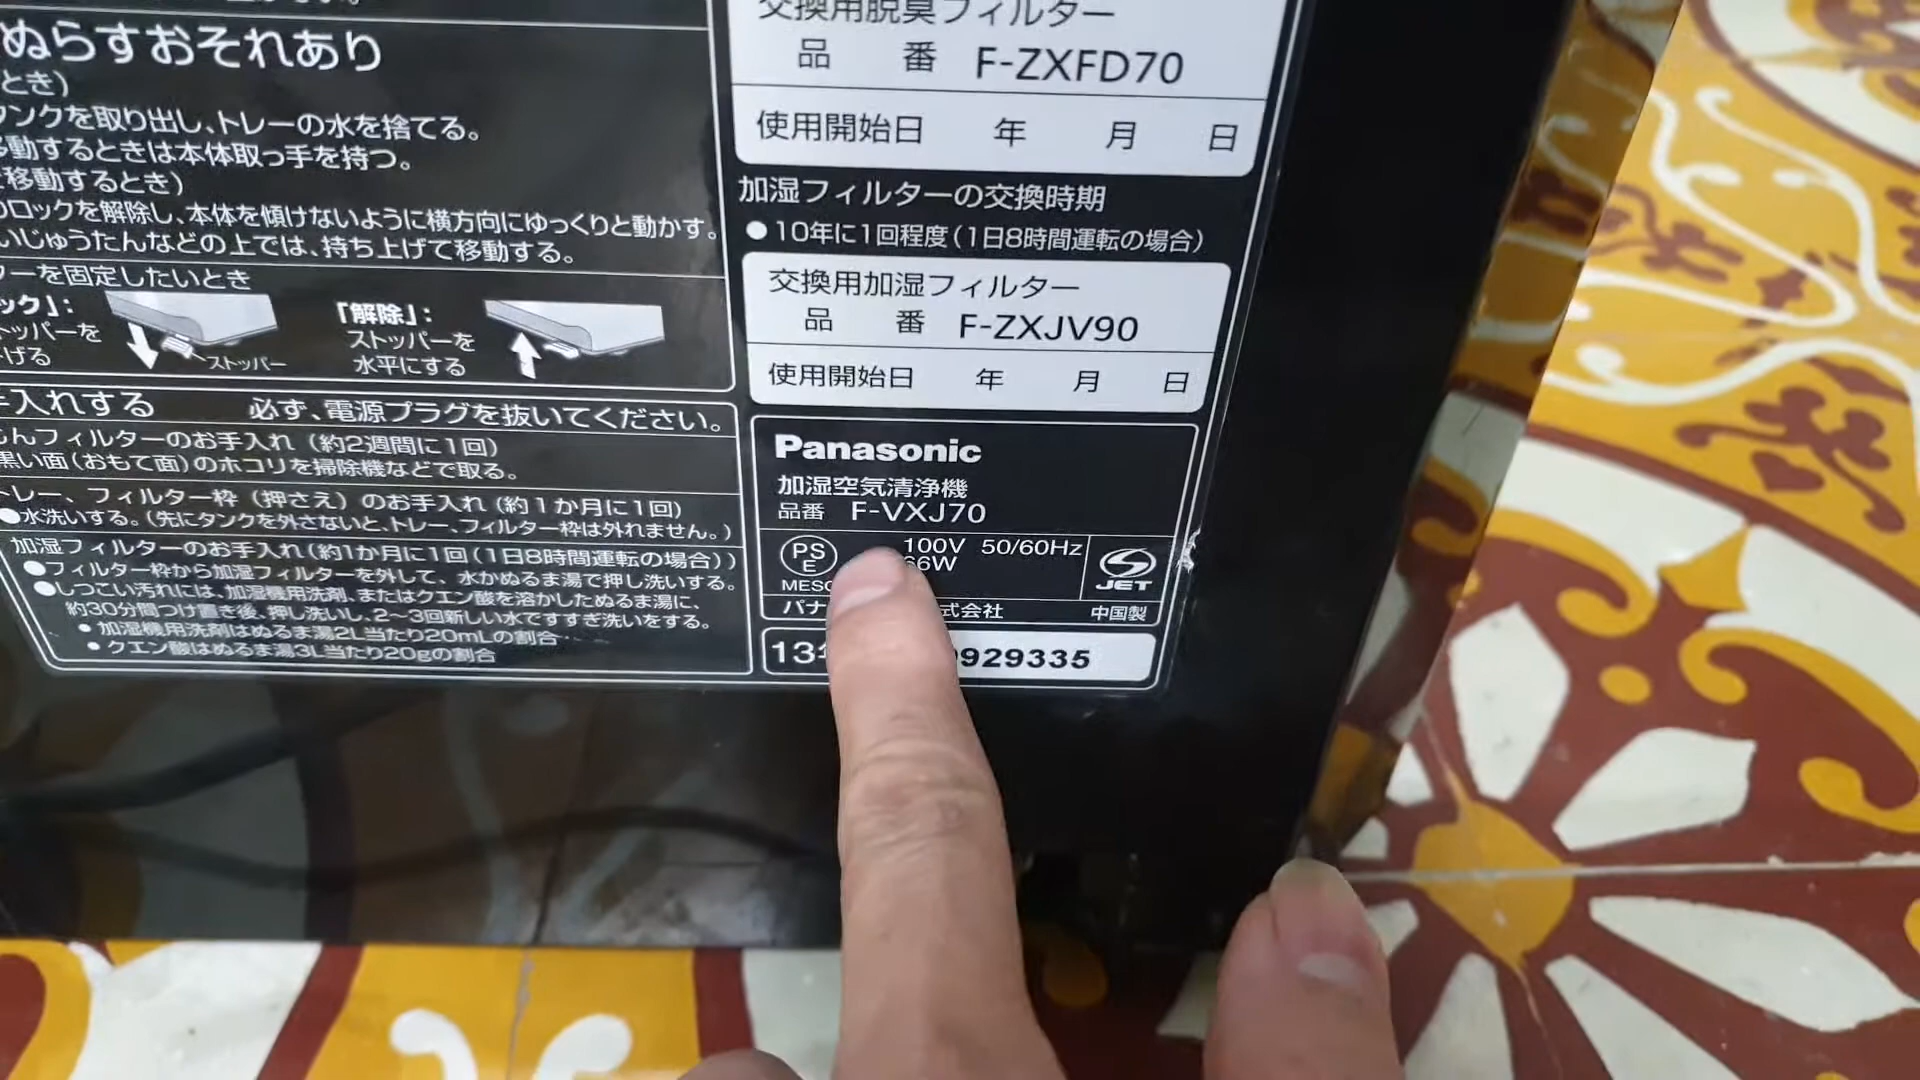 ぬらすおそれあり
とき)
タンクを取り出し、トレーの水を捨てる。
移動するときは本体取っ手を持つ。
移動するとき)
ロックを解除し、本体を傾けないように横方向にゆっくりと動かす。
いじゅうたんなどの上では、持ち上げて移動する。
ーを固定したいとき
ック」:
トッパーを
げる
ストッパー
「解除」:
ストッパーを
水平にする
入れする 必ず、電源プラグを抜いてください。
フィルターのお手入れ (約2週間に1回)
黒い面(おもて面)のホコリを掃除機などで取る。
トレー、フィルター枠(押さえ)のお手入れ(約1か月に1回)
●水洗いする。(先にタンクを外さないと、トレー、フィルター枠は外れません。)
加湿フィルターのお手入れ(約1か月に1回(1日8時間運転の場合))
●フィルター枠から加湿フィルターを外して、水かぬるま湯で押し洗いする。
●しつこい汚れには、加湿機用洗剤、またはクエン酸を溶かしたぬるま湯に、
約30分間つけ置き後、押し洗いし、2〜3回新しい水ですすぎ洗いをする。
● 加湿機用洗剤はぬるま湯2L当たり20mLの割合
● クエン酸はぬるま湯3L当たり20gの割合
交換用脱臭フィルター
品 番 F-ZXFD70
使用開始日 年 月 日
加湿フィルターの交換時期
● 10年に1回程度(1日8時間運転の場合)
交換用加湿フィルター
品 番 F-ZXJV90
使用開始日 年 月 日
Panasonic
加湿空気清浄機
品番 F-VXJ70
PS
E
100V 50/60Hz
66W
JET
パナ 式会社 中国製
13 929335